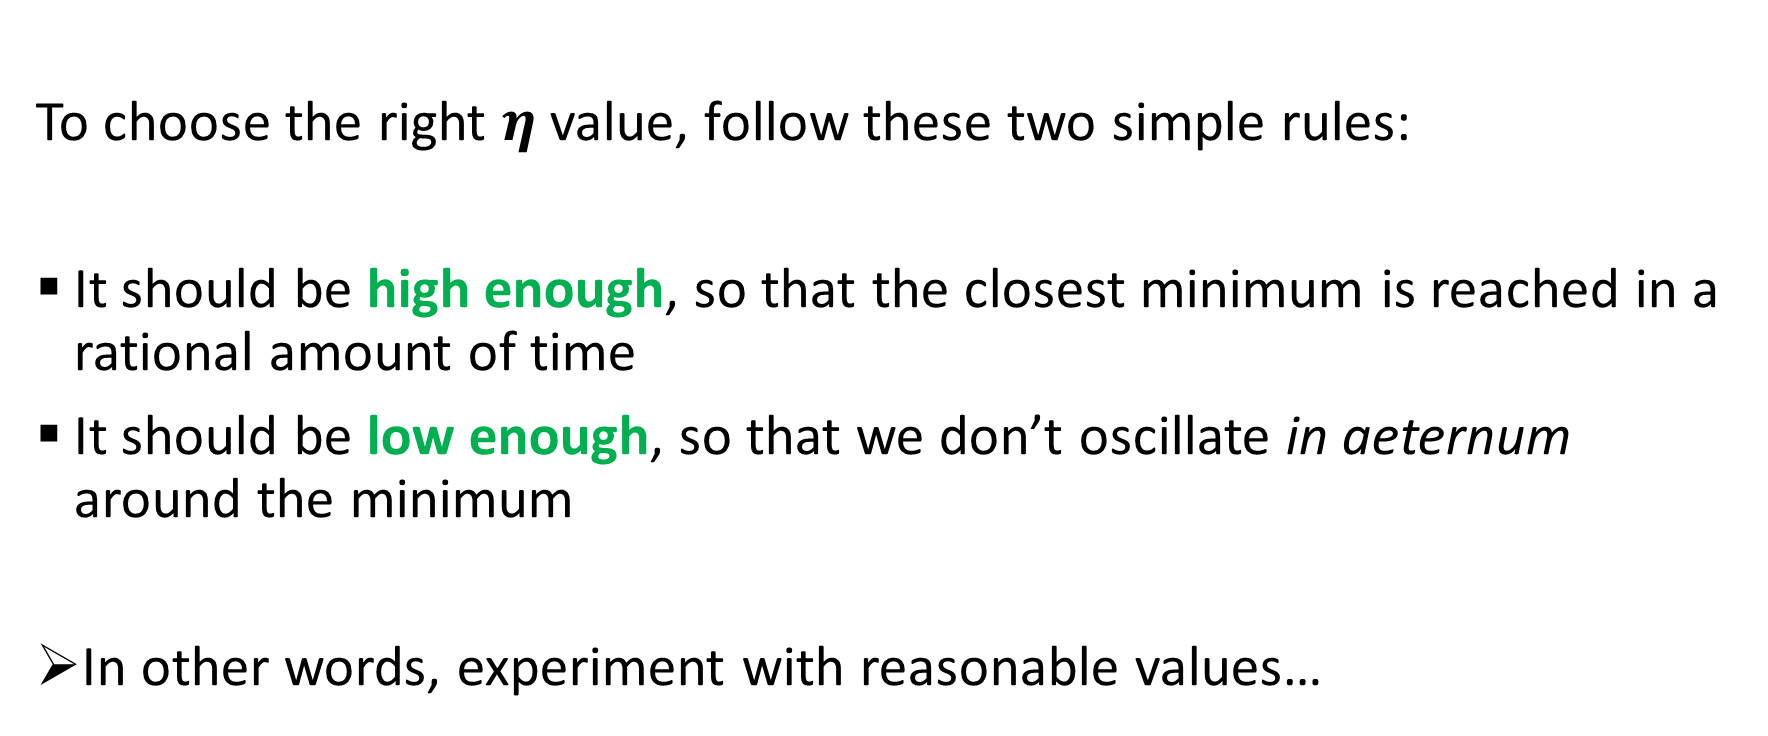 To choose the right η value, follow these two simple rules:
▪ It should be high enough, so that the closest minimum is reached in a
rational amount of time
▪ It should be low enough, so that we don’t oscillate in aeternum
around the minimum
➢In other words, experiment with reasonable values…